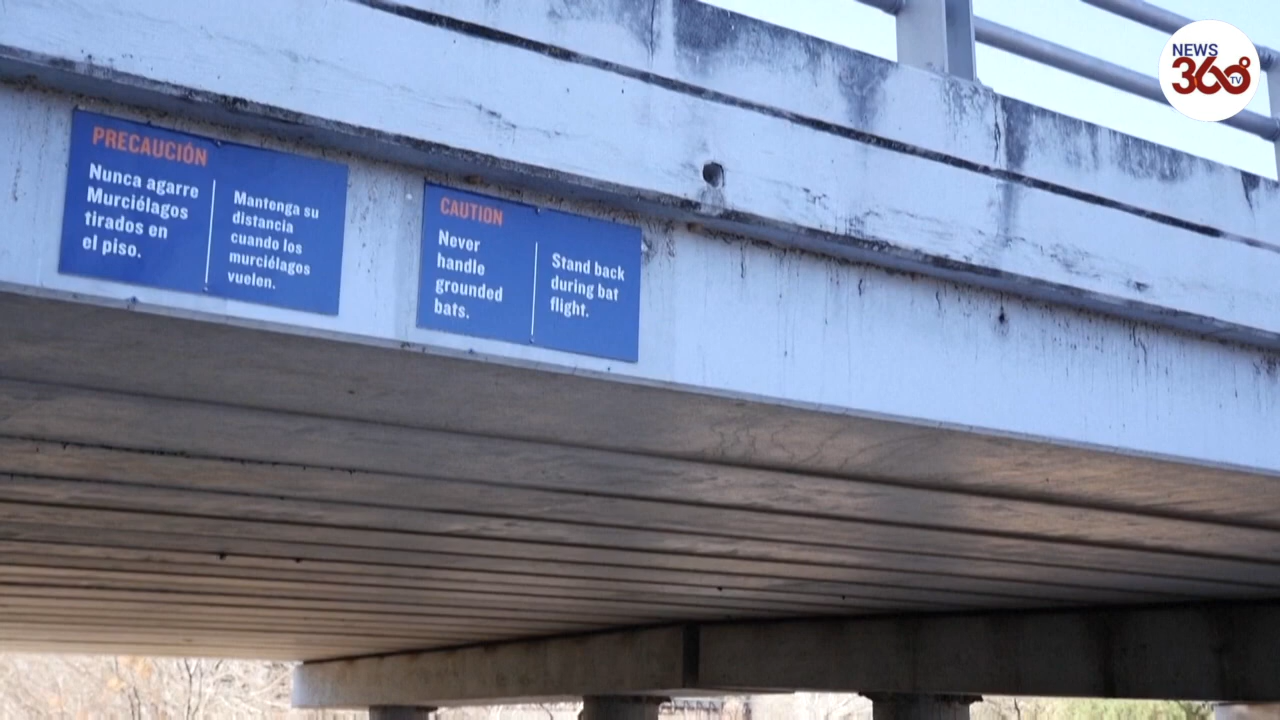 PRECAUCIÓN
Nunca agarre
Murciélagos
tirados en
el piso.
Mantenga su
distancia
cuando los
murciélagos
vuelen.
CAUTION
Never
handle
grounded
bats.
Stand back
during bat
flight.
NEWS
360°
TV